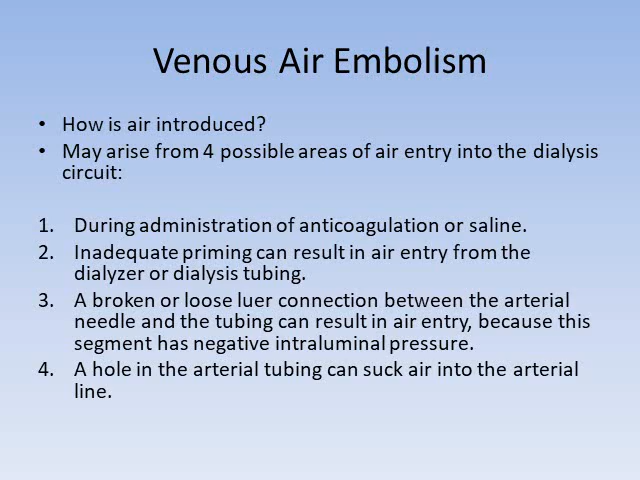 Venous Air Embolism
• How is air introduced?
• May arise from 4 possible areas of air entry into the dialysis
circuit:
1. During administration of anticoagulation or saline.
2. Inadequate priming can result in air entry from the
dialyzer or dialysis tubing.
3. A broken or loose luer connection between the arterial
needle and the tubing can result in air entry, because this
segment has negative intraluminal pressure.
4. A hole in the arterial tubing can suck air into the arterial
line.